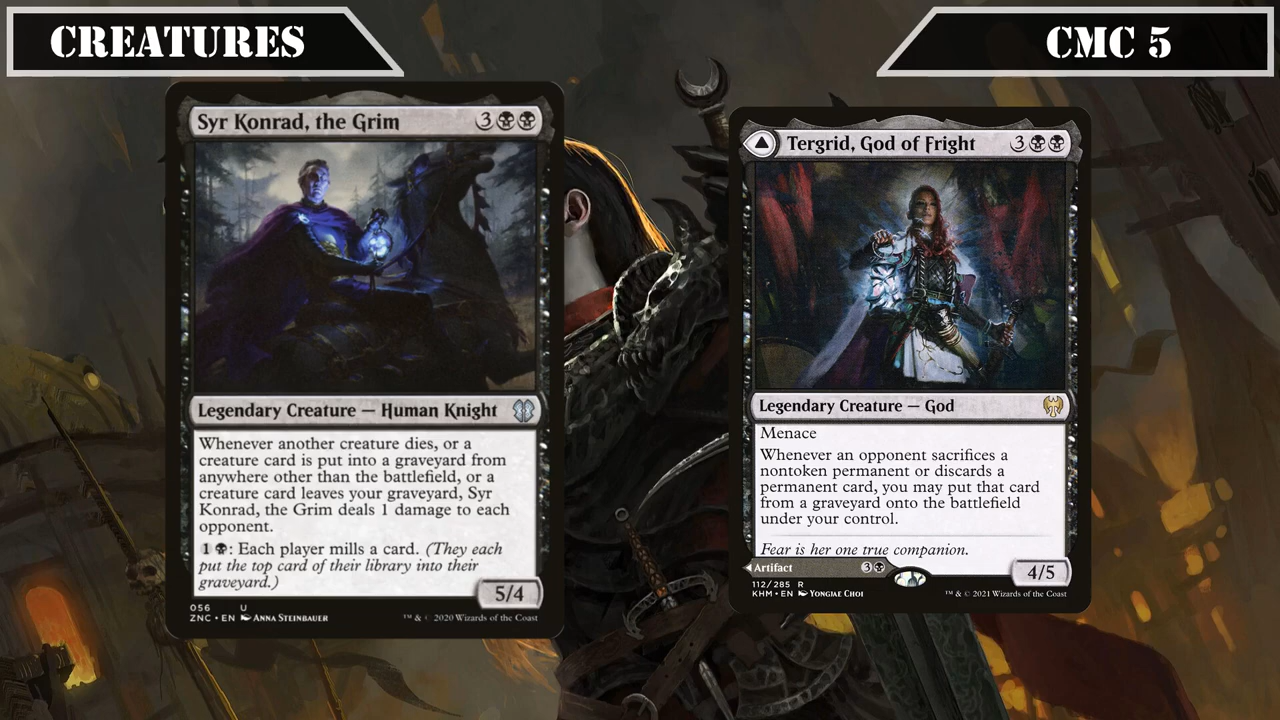 CREATURES
CMC 5
Syr Konrad, the Grim 3
Legendary Creature — Human Knight
Whenever another creature dies, or a
creature card is put into a graveyard from
anywhere other than the battlefield, or a
creature card leaves your graveyard, Syr
Konrad, the Grim deals 1 damage to each
opponent.
1 : Each player mills a card. (They each
put the top card of their library into their
graveyard.)
5/4
056 U
ZNC • EN Anna Steinbauer ™ & © 2020 Wizards of the Coast
Tergrid, God of Fright 3
Legendary Creature — God
Menace
Whenever an opponent sacrifices a
nontoken permanent or discards a
permanent card, you may put that card
from a graveyard onto the battlefield
under your control.
Fear is her one true companion.
Artifact 3
4/5
112/285 R
KHM • EN Yongjae Choi ™ & © 2021 Wizards of the Coast